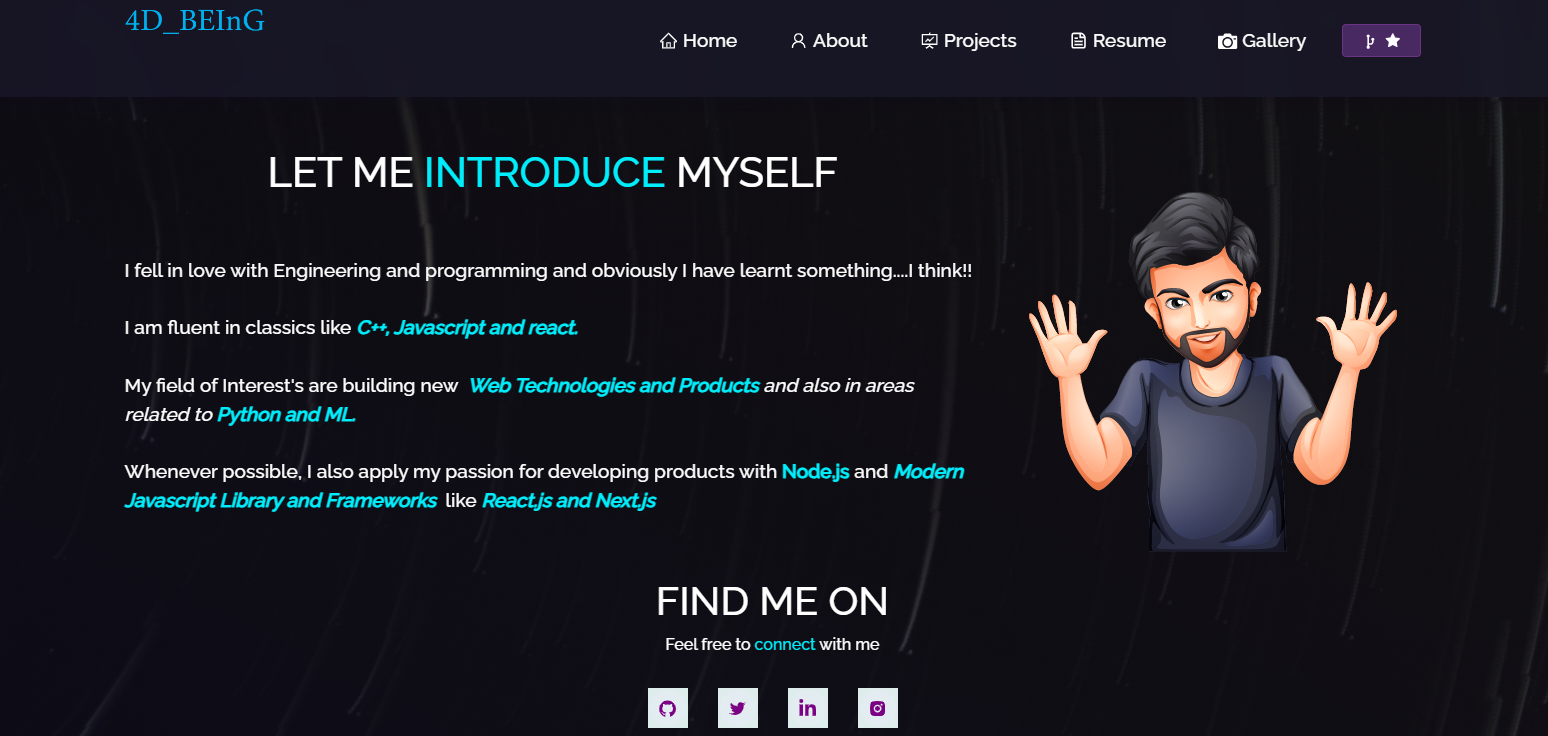 4D_BEInG
Home About Projects Resume Gallery
LET ME INTRODUCE MYSELF
I fell in love with Engineering and programming and obviously I have learnt something....I think!!
I am fluent in classics like C++, Javascript and react.
My field of Interest's are building new Web Technologies and Products and also in areas
related to Python and ML.
Whenever possible, I also apply my passion for developing products with Node.js and Modern
Javascript Library and Frameworks like React.js and Next.js
FIND ME ON
Feel free to connect with me
in